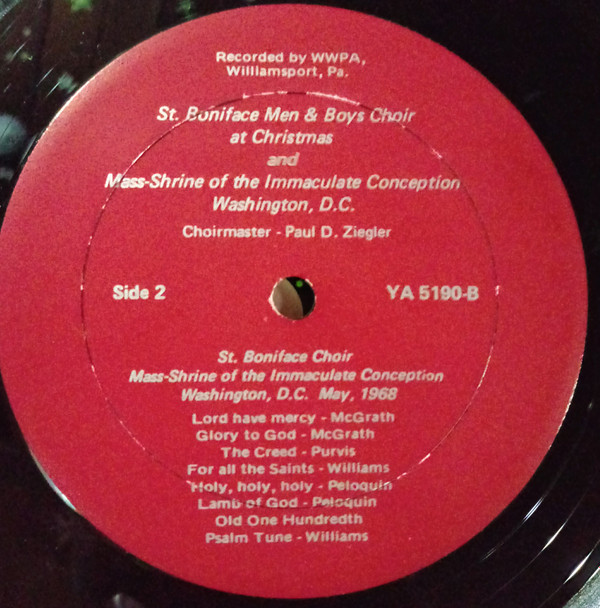 Recorded by WWPA,
Williamsport, Pa.
St. Boniface Men & Boys Choir
at Christmas
and
Mass-Shrine of the Immaculate Conception
Washington, D.C.
Choirmaster - Paul D. Ziegler
Side 2
YA 5190-B
St. Boniface Choir
Mass-Shrine of the Immaculate Conception
Washington, D.C. May, 1968
Lord have mercy - McGrath
Glory to God - McGrath
The Creed - Purvis
For all the Saints - Williams
Holy, holy, holy - Peloquin
Lamb of God - Peloquin
Old One Hundredth
Psalm Tune - Williams